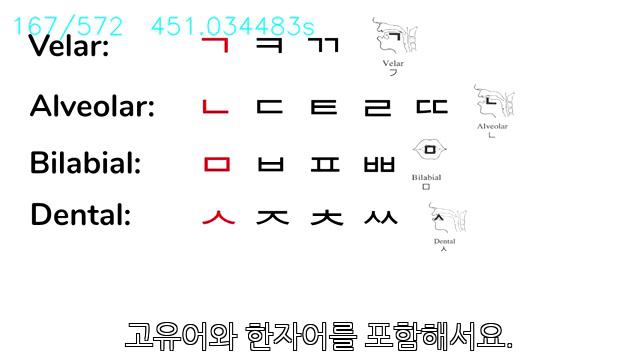 167/572 451.034483s
Velar: ㄱ ㅋ ㄲ
Velar
ㄱ
Alveolar: ㄴ ㄷ ㅌ ㄹ ㄸ
Alveolar
ㄴ
Bilabial: ㅁ ㅂ ㅍ ㅃ
Bilabial
ㅁ
Dental: ㅅ ㅈ ㅊ ㅆ
Dental
ㅅ
고유어와 한자어를 포함해서요.